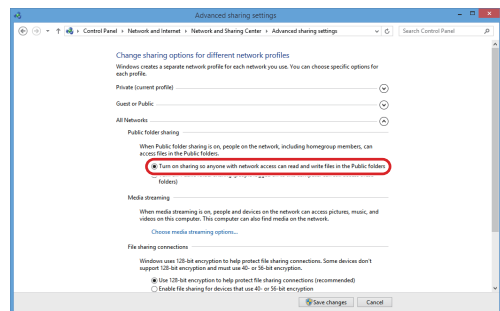 Advanced sharing settings
Control Panel Network and Internet Network and Sharing Center Advanced sharing settings
Search Control Panel
Change sharing options for different network profiles
Windows creates a separate network profile for each network you use. You can choose specific options for
each profile.
Private (current profile)
Guest or Public
All Networks
Public folder sharing
When Public folder sharing is on, people on the network, including homegroup members, can
access files in the Public folders.
Turn on sharing so anyone with network access can read and write files in the Public folders
folders)
Media streaming
When media streaming is on, people and devices on the network can access pictures, music, and
videos on this computer. This computer can also find media on the network.
Choose media streaming options...
File sharing connections
Windows uses 128-bit encryption to help protect file sharing connections. Some devices don't
support 128-bit encryption and must use 40- or 56-bit encryption.
Use 128-bit encryption to help protect file sharing connections (recommended)
Enable file sharing for devices that use 40- or 56-bit encryption
Save changes Cancel